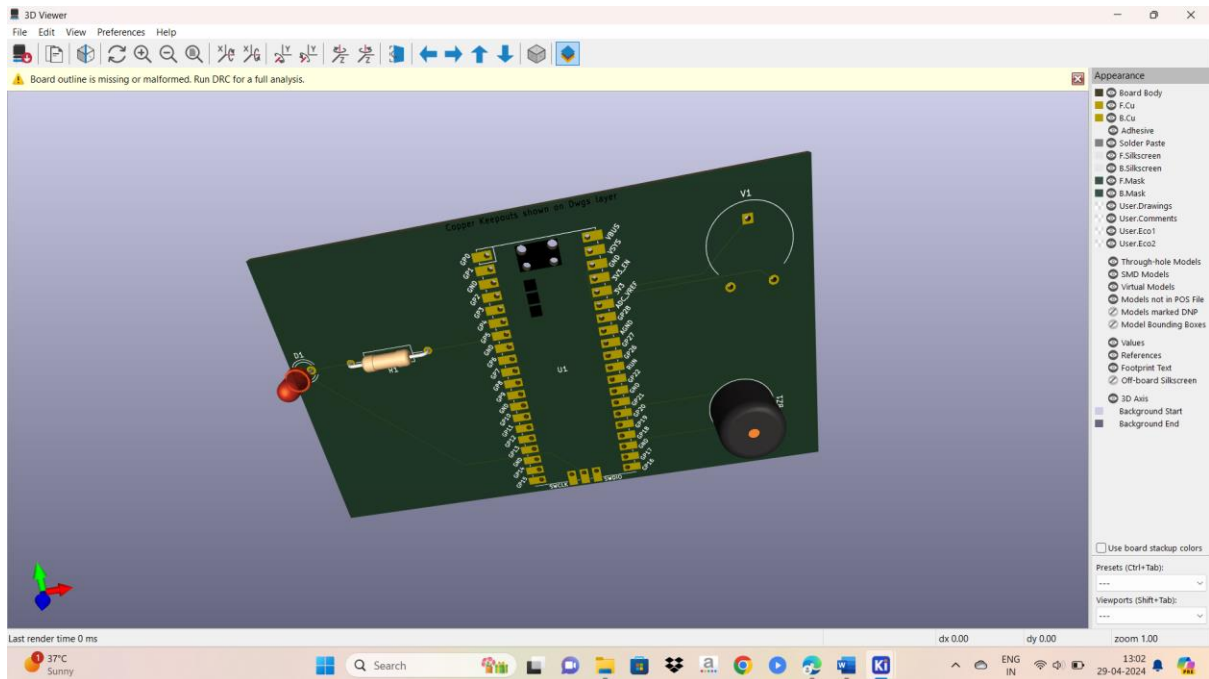 3D Viewer
File Edit View Preferences Help
Board outline is missing or malformed. Run DRC for a full analysis.
Appearance
Board Body
F.Cu
B.Cu
Adhesive
Solder Paste
F.Silkscreen
B.Silkscreen
F.Mask
B.Mask
User.Drawings
User.Comments
User.Eco1
User.Eco2
Through-hole Models
SMD Models
Virtual Models
Models not in POS File
Models marked DNP
Model Bounding Boxes
Values
References
Footprint Text
Off-board Silkscreen
3D Axis
Background Start
Background End
Use board stackup colors
Presets (Ctrl+Tab):
---
Viewports (Shift+Tab):
---
Copper Keepouts shown on Dwgs layer
V1
D1
R1
U1
BZ1
GP0
GP1
GND
GP2
GP3
GP4
GP5
GND
GP6
GP7
GP8
GP9
GND
GP10
GP11
GP12
GP13
GND
GP14
GP15
VBUS
VSYS
GND
3V3_EN
3V3
ADC_VREF
GP28
AGND
GP27
GP26
RUN
GP22
GND
GP21
GP20
GP19
GP18
GND
GP17
GP16
SWCLK
SWDIO
Last render time 0 ms
dx 0.00
dy 0.00
zoom 1.00
1
37°C
Sunny
Search
a
W
Ki
ENG
IN
13:02
29-04-2024
PRE